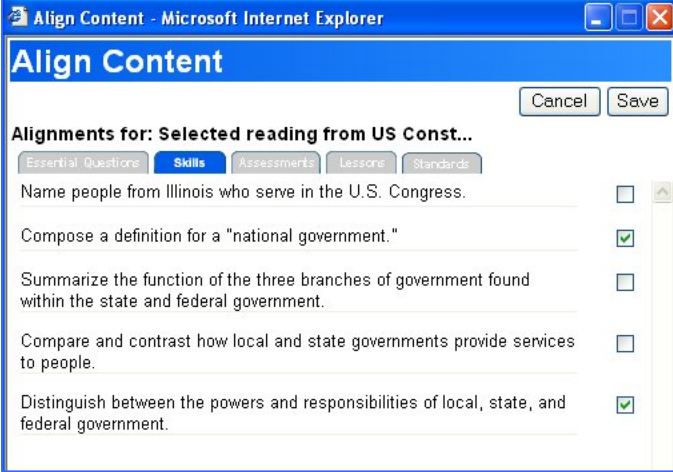 Align Content - Microsoft Internet Explorer
Align Content
Cancel Save
Alignments for: Selected reading from US Const...
Essential Questions Skills Assessments Lessons Standards
Name people from Illinois who serve in the U.S. Congress.
Compose a definition for a "national government."
Summarize the function of the three branches of government found
within the state and federal government.
Compare and contrast how local and state governments provide services
to people.
Distinguish between the powers and responsibilities of local, state, and
federal government.